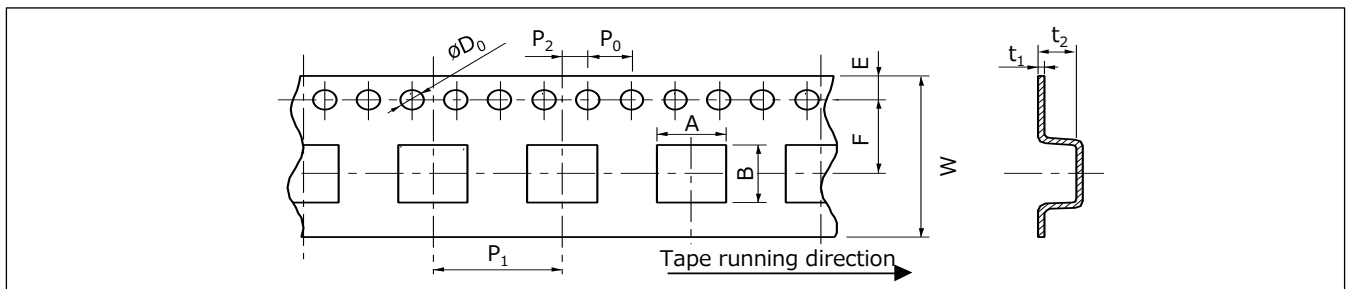 øD₀
P₂
P₀
E
t₁
t₂
A
B
F
W
P₁
Tape running direction